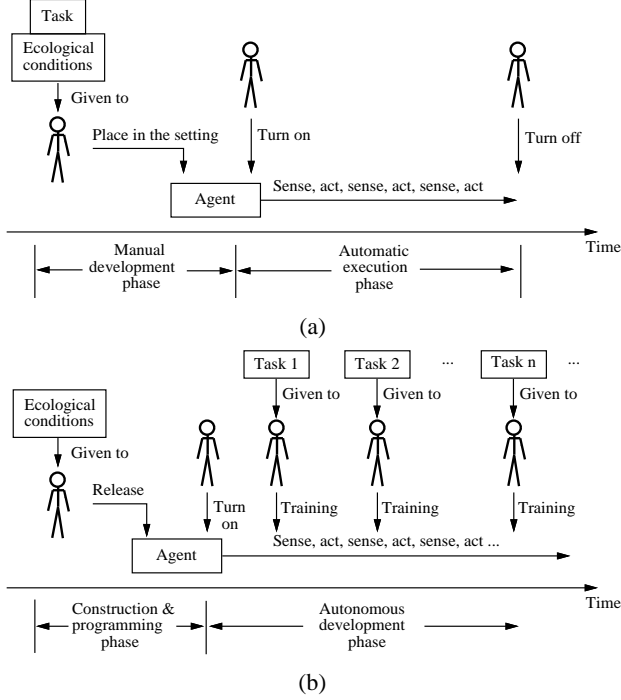 Task
Ecological
conditions
Given to
Place in the setting
Turn on
Turn off
Agent
Sense, act, sense, act, sense, act
Time
Manual
development
phase
Automatic
execution
phase
(a)
Task 1
Task 2
...
Task n
...
Given to
Given to
Given to
Ecological
conditions
Given to
Release
Turn
on
Training
Training
Training
Agent
Sense, act, sense, act, sense, act ...
Time
Construction &
programming
phase
Autonomous
development
phase
(b)